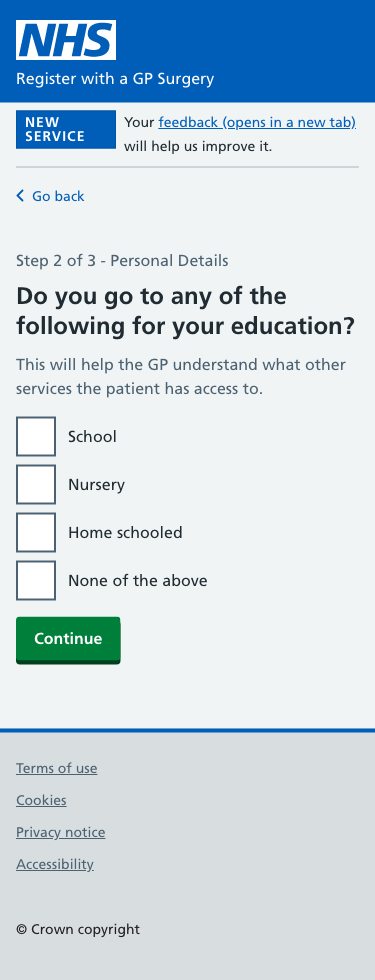 NHS
Register with a GP Surgery
NEW
SERVICE
Your feedback (opens in a new tab)
will help us improve it.
Go back
Step 2 of 3 - Personal Details
Do you go to any of the
following for your education?
This will help the GP understand what other
services the patient has access to.
School
Nursery
Home schooled
None of the above
Continue
Terms of use
Cookies
Privacy notice
Accessibility
© Crown copyright